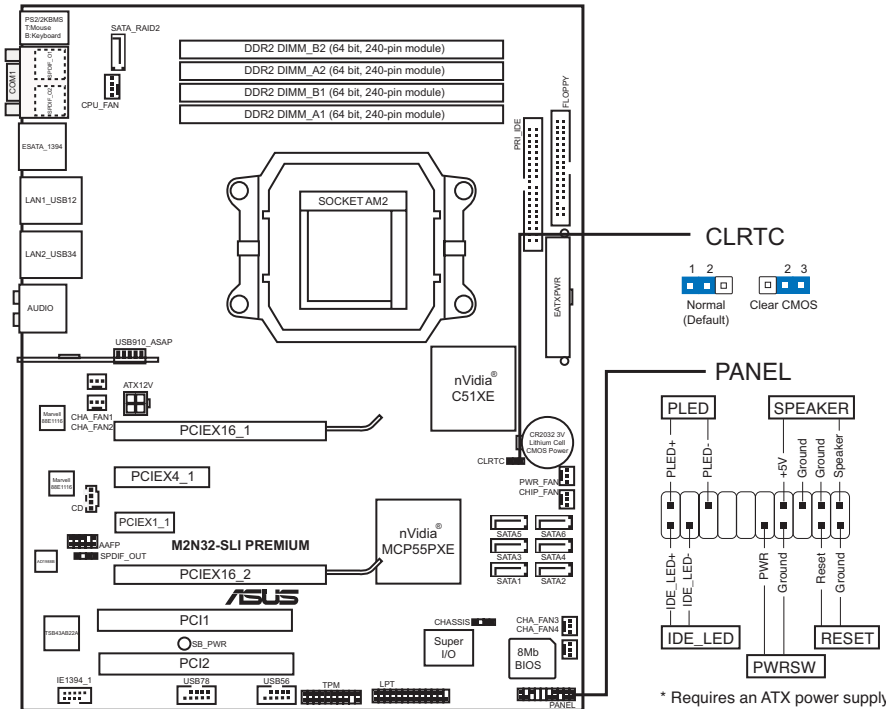 PS2/2KBMS
T:Mouse
B:Keyboard
SATA_RAID2
CPU_FAN
COM1
SPDIF_O1
SPDIF_O2
DDR2 DIMM_B2 (64 bit, 240-pin module)
DDR2 DIMM_A2 (64 bit, 240-pin module)
DDR2 DIMM_B1 (64 bit, 240-pin module)
DDR2 DIMM_A1 (64 bit, 240-pin module)
PRI_IDE
FLOPPY
ESATA_1394
LAN1_USB12
LAN2_USB34
AUDIO
SOCKET AM2
EATXPWR
CLRTC
1 2
Normal
(Default)
2 3
Clear CMOS
USB910_ASAP
ATX12V
CHA_FAN1
CHA_FAN2
nVidia®
C51XE
Marvell
88E1116
PCIEX16_1
CR2032 3V
Lithium Cell
CMOS Power
CLRTC
PWR_FAN
CHIP_FAN
Marvell
88E1116
CD
PCIEX4_1
PCIEX1_1
AAFP
SPDIF_OUT
M2N32-SLI PREMIUM
nVidia®
MCP55PXE
SATA5
SATA6
SATA3
SATA4
SATA1
SATA2
PCIEX16_2
ASUS
PCI1
TSB43AB22A
SB_PWR
PCI2
CHASSIS
Super
I/O
CHA_FAN3
CHA_FAN4
8Mb
BIOS
IE1394_1
USB78
USB56
TPM
LPT
PANEL
PANEL
PLED
SPEAKER
PLED+
PLED-
+5V
Ground
Ground
Speaker
IDE_LED+
IDE_LED-
PWR
Ground
Reset
Ground
IDE_LED
PWRSW
RESET
* Requires an ATX power supply